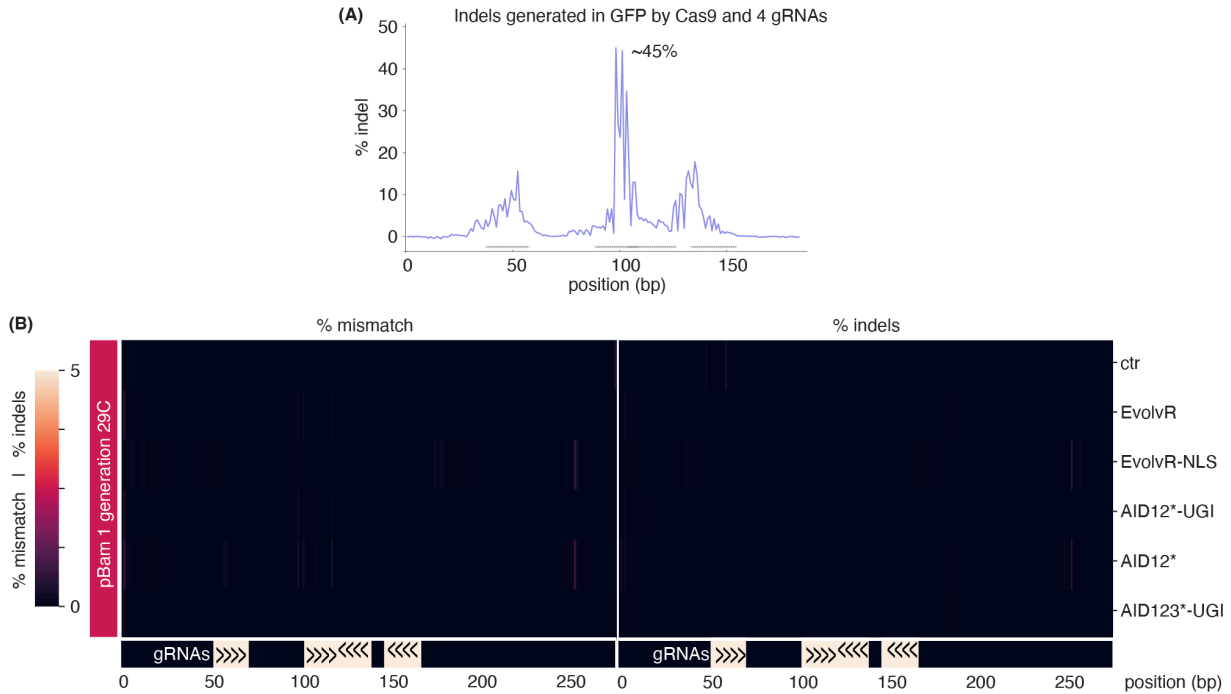 (A) Indels generated in GFP by Cas9 and 4 gRNAs
50
40
30
20
10
0
% indel
~45%
0 50 100 150
position (bp)
(B)
% mismatch % indels
5
0
% mismatch | % indels
pBam 1 generation 29C
ctr
EvolvR
EvolvR-NLS
AID12*-UGI
AID12*
AID123*-UGI
gRNAs >>>> >>>> <<<< <<<< gRNAs >>>> >>>> <<<< <<<<
0 50 100 150 200 250 0 50 100 150 200 250 position (bp)